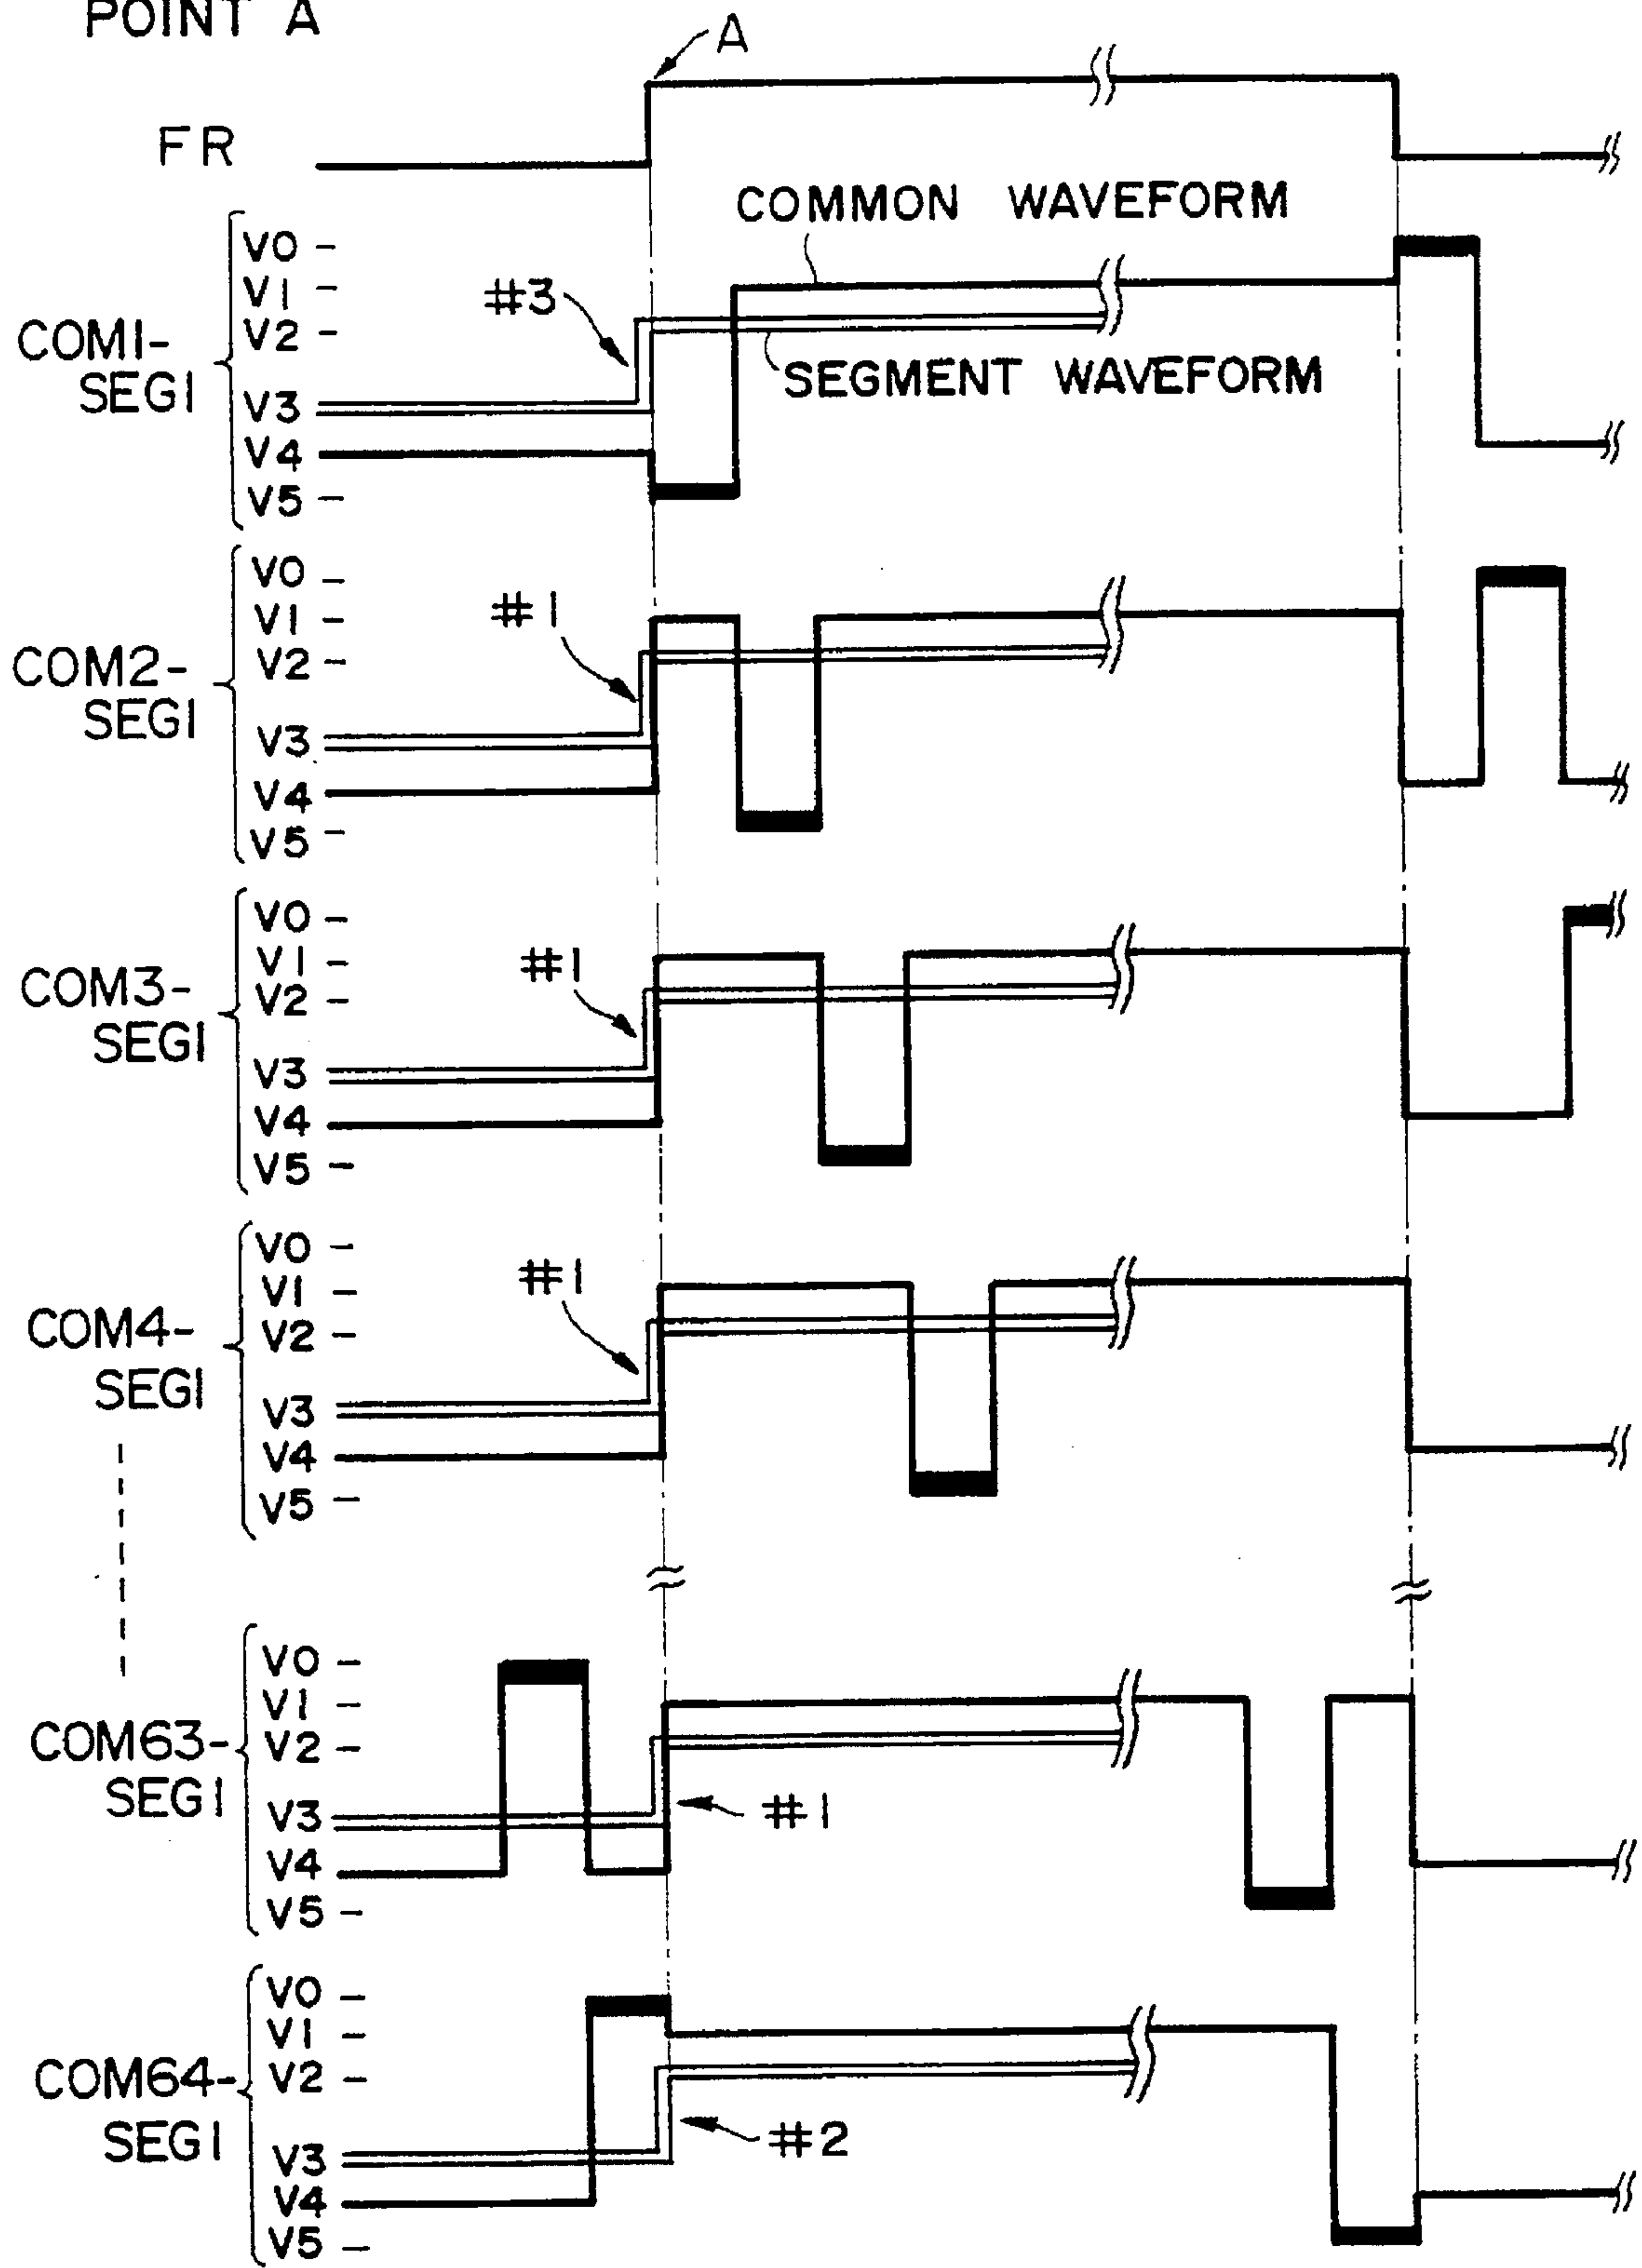 POINT A
A
FR
COMMON WAVEFORM
V0
V1
#3
V2
COM1-
SEG1
SEGMENT WAVEFORM
V3
V4
V5
V0
#1
V1
V2
COM2-
SEG1
V3
V4
V5
V0
V1
#1
V2
COM3-
SEG1
V3
V4
V5
V0
#1
V1
V2
COM4-
SEG1
V3
V4
V5
V0
V1
V2
COM63-
SEG1
V3
#1
V4
V5
V0
V1
V2
COM64-
SEG1
#2
V3
V4
V5